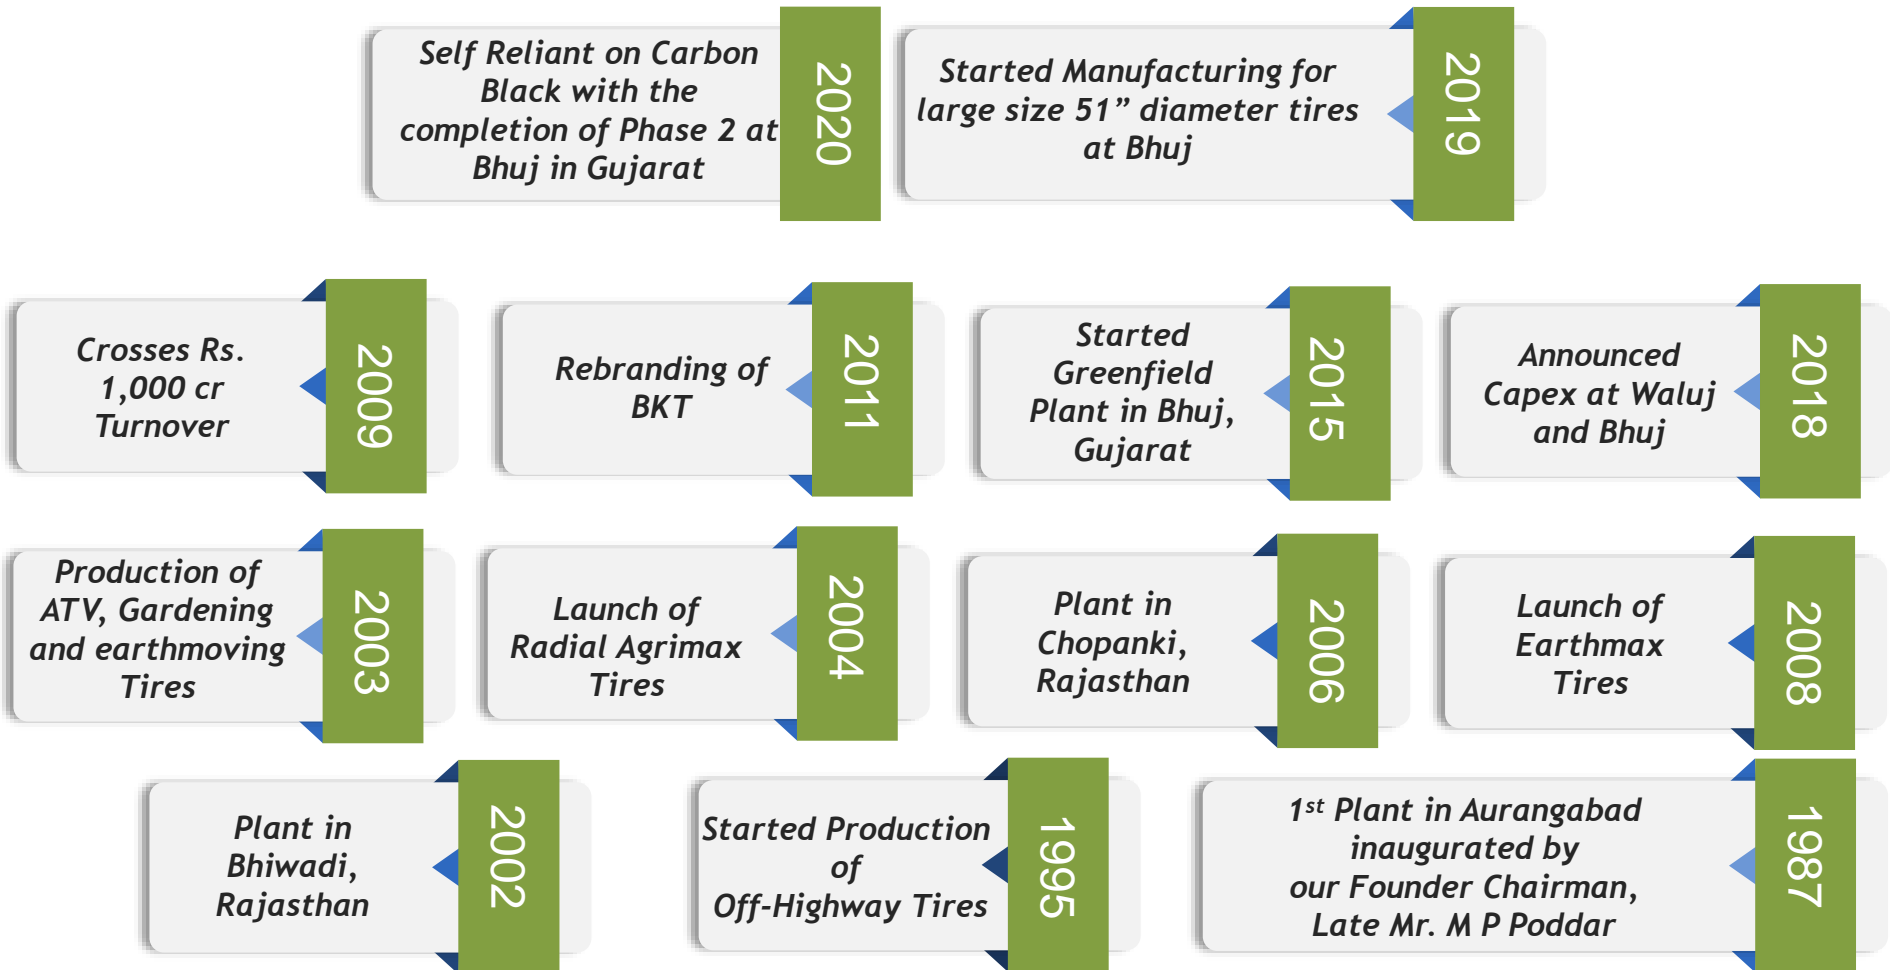 Self Reliant on Carbon
Black with the
completion of Phase 2 at
Bhuj in Gujarat
2020
Started Manufacturing for
large size 51” diameter tires
at Bhuj
2019
Crosses Rs.
1,000 cr
Turnover
2009
Rebranding of
BKT
2011
Started
Greenfield
Plant in Bhuj,
Gujarat
2015
Announced
Capex at Waluj
and Bhuj
2018
Production of
ATV, Gardening
and earthmoving
Tires
2003
Launch of
Radial Agrimax
Tires
2004
Plant in
Chopanki,
Rajasthan
2006
Launch of
Earthmax
Tires
2008
Plant in
Bhiwadi,
Rajasthan
2002
Started Production
of
Off-Highway Tires
1995
1st Plant in Aurangabad
inaugurated by
our Founder Chairman,
Late Mr. M P Poddar
1987